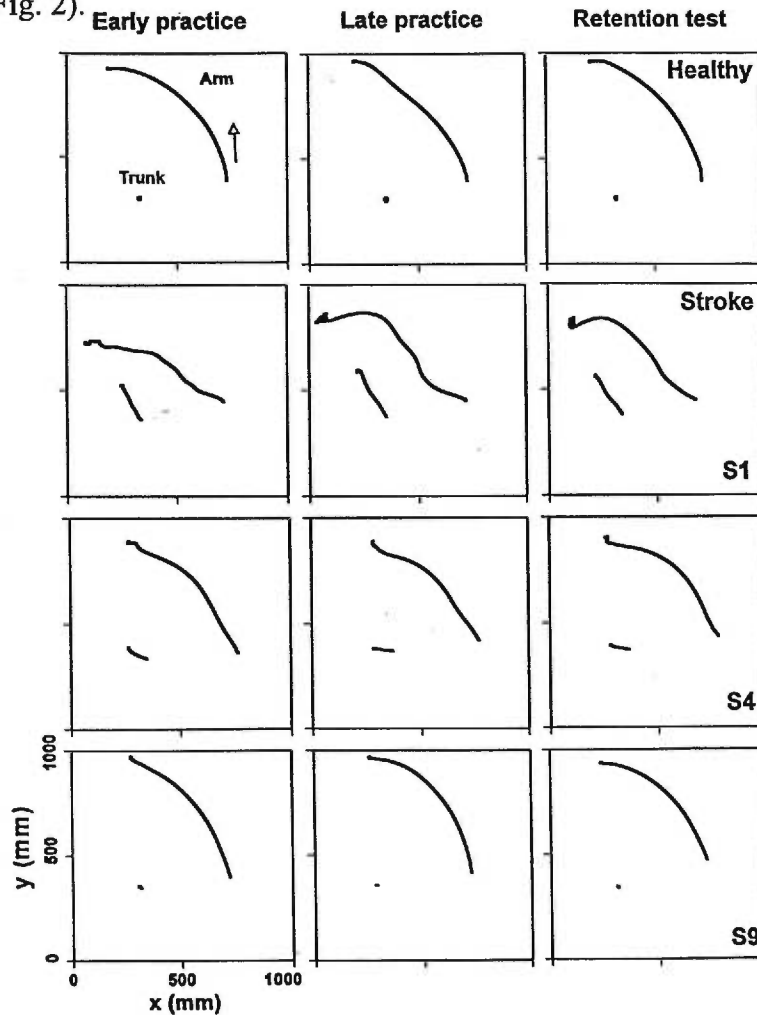 Fig. 2).
Early practice
Late practice
Retention test
Arm
Trunk
Healthy
Stroke
S1
S4
S9
y (mm)
1000
500
0
0
500
1000
x (mm)